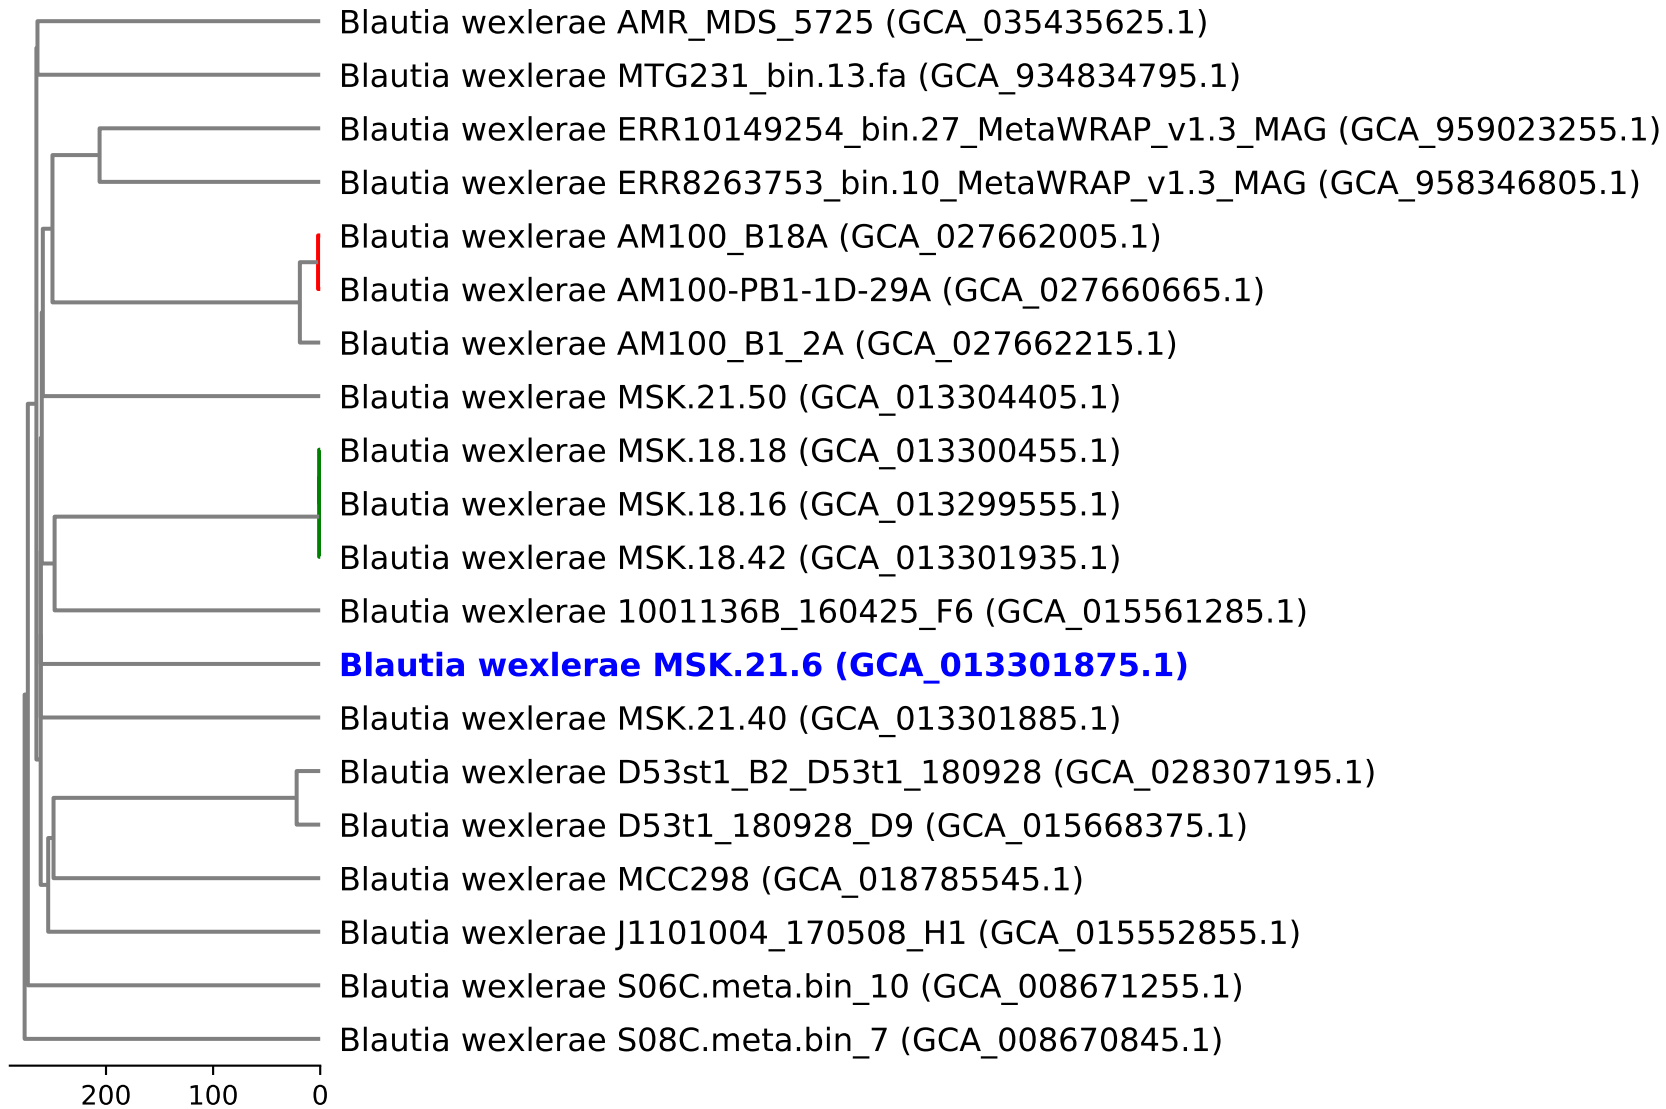 Blautia wexlerae AMR_MDS_5725 (GCA_035435625.1)
Blautia wexlerae MTG231_bin.13.fa (GCA_934834795.1)
Blautia wexlerae ERR10149254_bin.27_MetaWRAP_v1.3_MAG (GCA_959023255.1)
Blautia wexlerae ERR8263753_bin.10_MetaWRAP_v1.3_MAG (GCA_958346805.1)
Blautia wexlerae AM100_B18A (GCA_027662005.1)
Blautia wexlerae AM100-PB1-1D-29A (GCA_027660665.1)
Blautia wexlerae AM100_B1_2A (GCA_027662215.1)
Blautia wexlerae MSK.21.50 (GCA_013304405.1)
Blautia wexlerae MSK.18.18 (GCA_013300455.1)
Blautia wexlerae MSK.18.16 (GCA_013299555.1)
Blautia wexlerae MSK.18.42 (GCA_013301935.1)
Blautia wexlerae 1001136B_160425_F6 (GCA_015561285.1)
Blautia wexlerae MSK.21.6 (GCA_013301875.1)
Blautia wexlerae MSK.21.40 (GCA_013301885.1)
Blautia wexlerae D53st1_B2_D53t1_180928 (GCA_028307195.1)
Blautia wexlerae D53t1_180928_D9 (GCA_015668375.1)
Blautia wexlerae MCC298 (GCA_018785545.1)
Blautia wexlerae J1101004_170508_H1 (GCA_015552855.1)
Blautia wexlerae S06C.meta.bin_10 (GCA_008671255.1)
Blautia wexlerae S08C.meta.bin_7 (GCA_008670845.1)
200 100 0